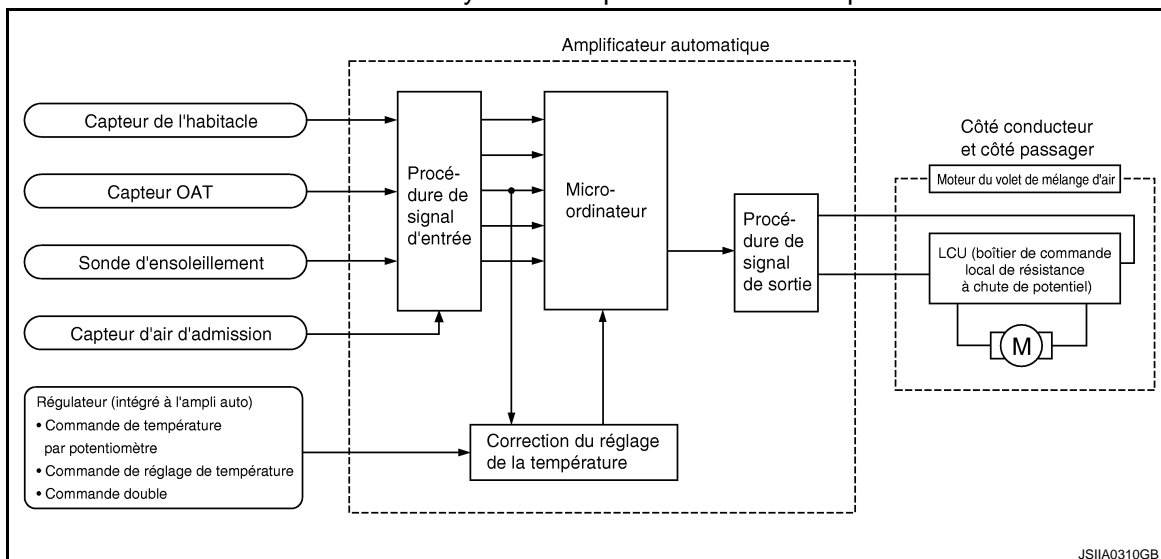 Amplificateur automatique
Capteur de l'habitacle
Capteur OAT
Sonde d'ensoleillement
Capteur d'air d'admission
Régulateur (intégré à l'ampli auto)
• Commande de température
par potentiomètre
• Commande de réglage de température
• Commande double
Procé-
dure de
signal
d'entrée
Micro-
ordinateur
Correction du réglage
de la température
Procé-
dure de
signal
de sortie
Côté conducteur
et côté passager
Moteur du volet de mélange d'air
LCU (boîtier de commande
local de résistance
à chute de potentiel)
M
JSIIA0310GB